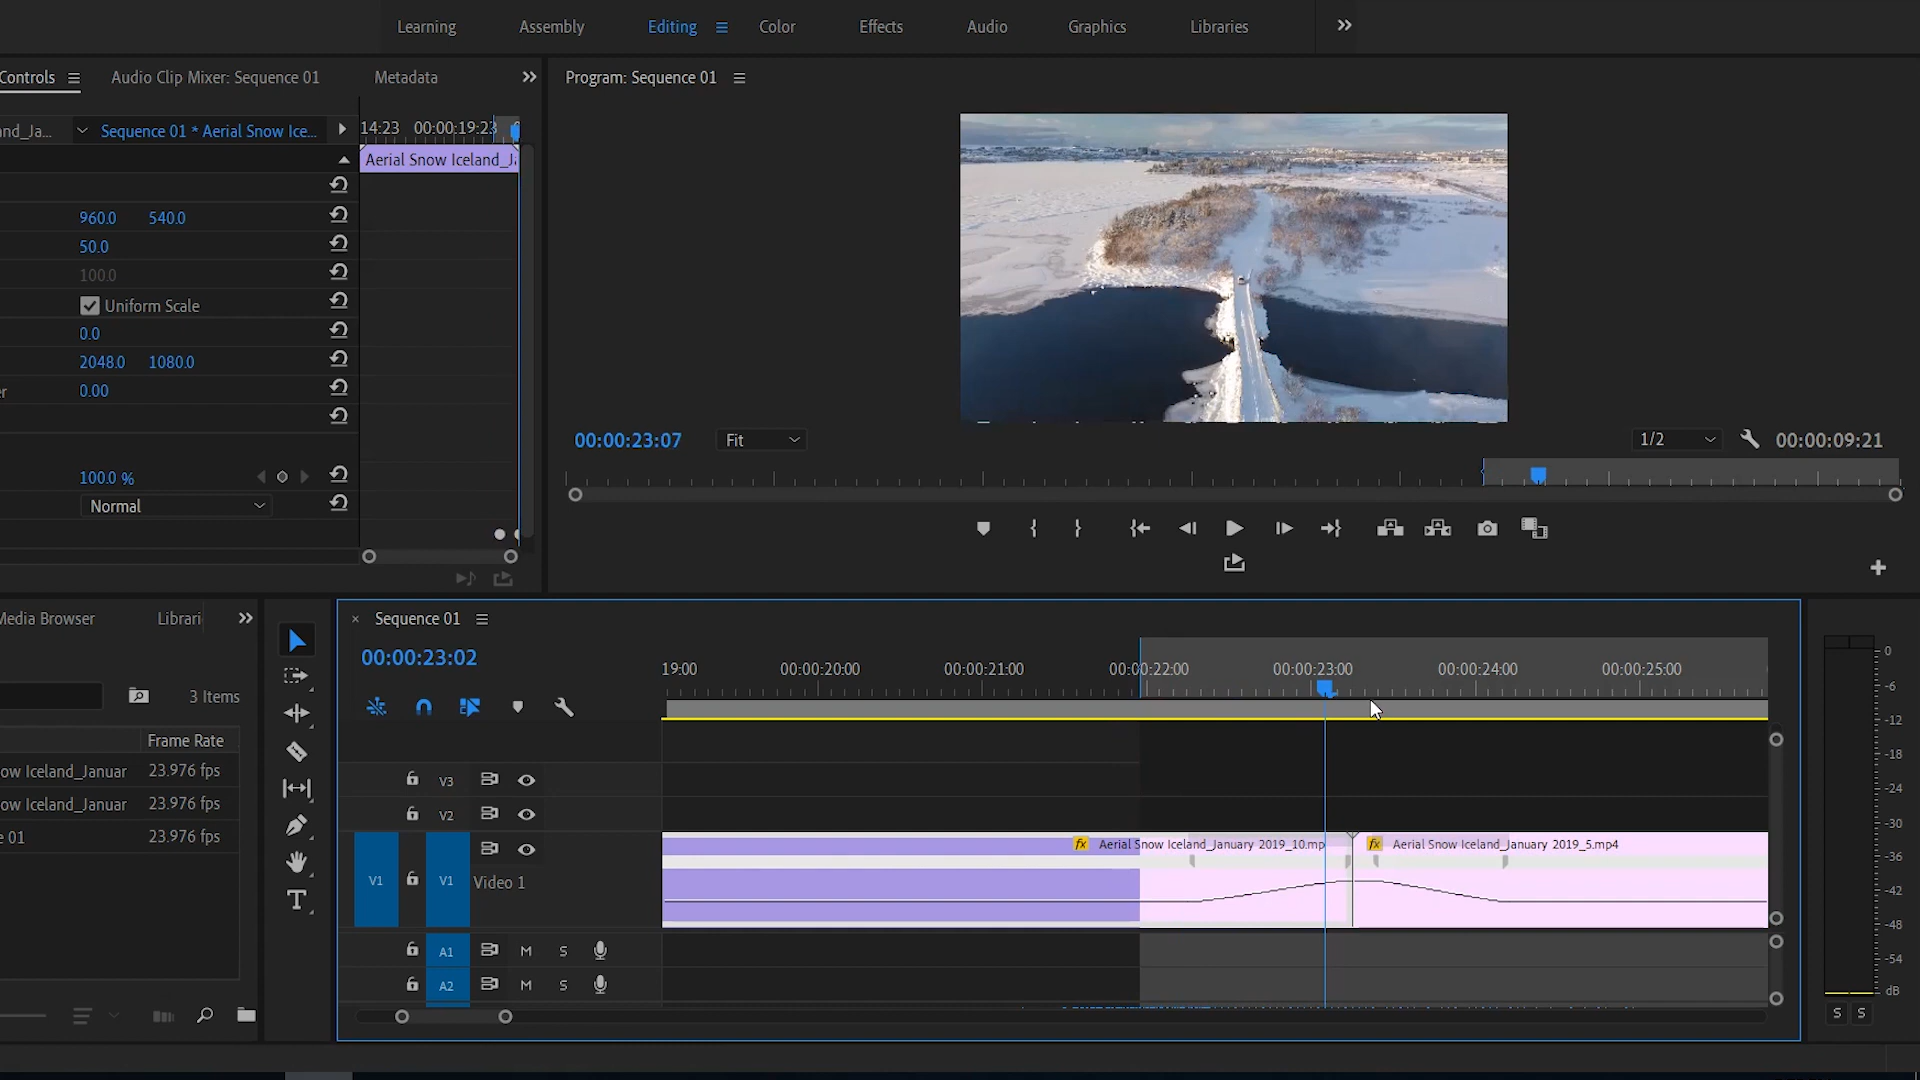 Learning Assembly Editing Color Effects Audio Graphics Libraries
Controls Audio Clip Mixer: Sequence 01 Metadata
Program: Sequence 01
and_Ja... Sequence 01 * Aerial Snow Ice... 14:23 00:00:19:23
Aerial Snow Iceland_Ja
960.0 540.0
50.0
100.0
Uniform Scale
0.0
2048.0 1080.0
er 0.00
100.0 %
Normal
00:00:23:07 Fit 1/2 00:00:09:21
Media Browser Librari
3 Items
Frame Rate
ow Iceland_Januar 23.976 fps
ow Iceland_Januar 23.976 fps
e 01 23.976 fps
× Sequence 01
00:00:23:02
19:00 00:00:20:00 00:00:21:00 00:00:22:00 00:00:23:00 00:00:24:00 00:00:25:00
V3
V2
fx Aerial Snow Iceland_January 2019_10.mp fx Aerial Snow Iceland_January 2019_5.mp4
V1 V1 Video 1
A1 M S
A2 M S
0
-6
-12
-18
-24
-30
-36
-42
-48
-54
dB
S S